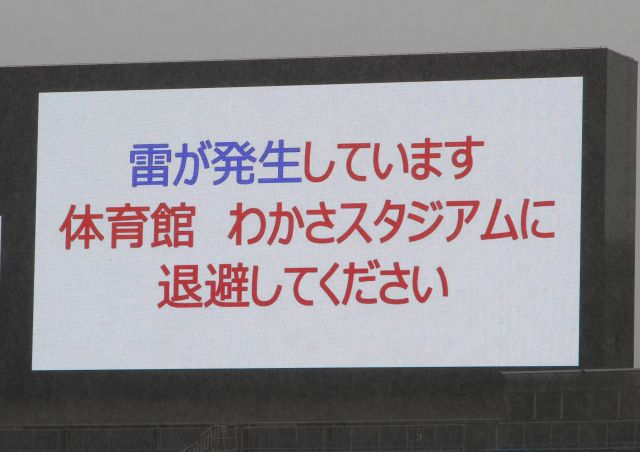 雷が発生しています
体育館　わかさスタジアムに
退避してください